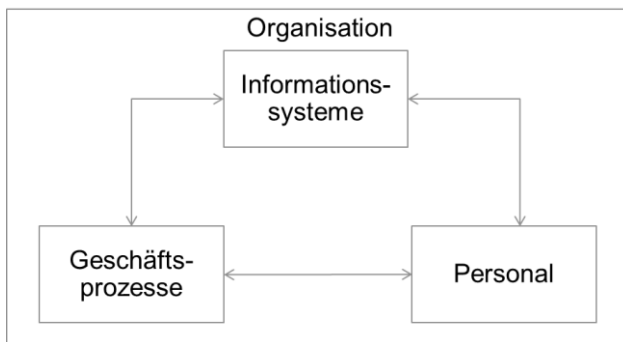 Organisation
Informations-
systeme
Geschäfts-
prozesse
Personal